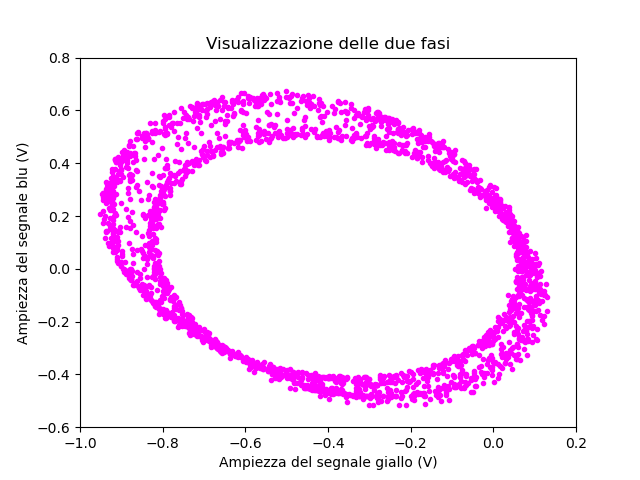 Visualizzazione delle due fasi
Ampiezza del segnale blu (V)
0.8
0.6
0.4
0.2
0.0
−0.2
−0.4
−0.6
−1.0 −0.8 −0.6 −0.4 −0.2 0.0 0.2
Ampiezza del segnale giallo (V)